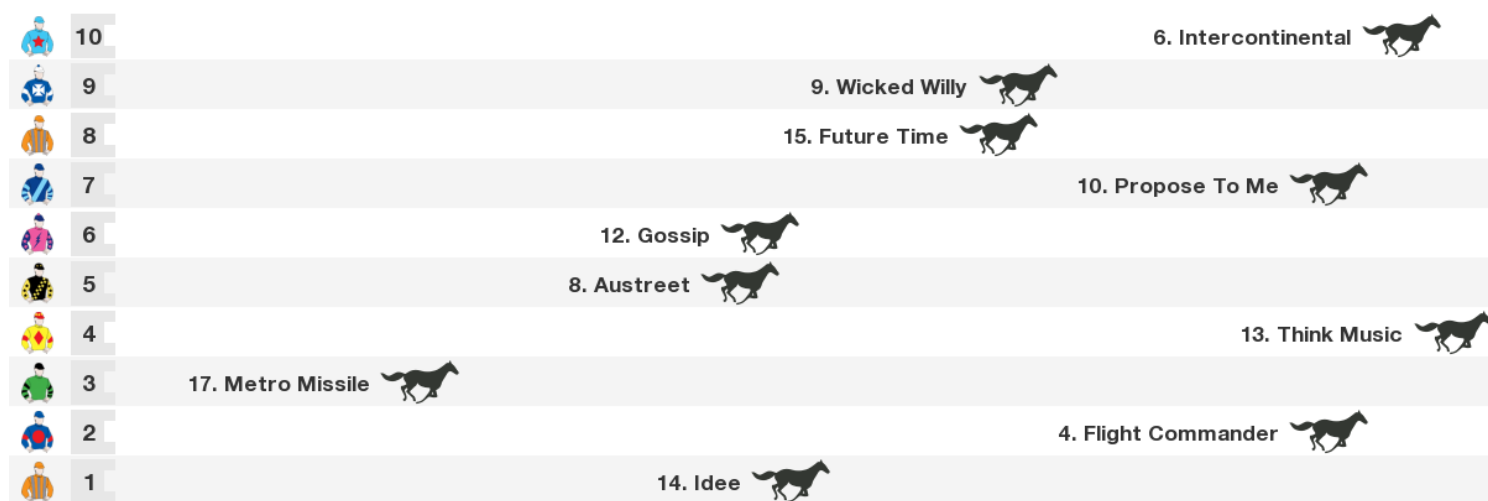 10 6. Intercontinental
9 9. Wicked Willy
8 15. Future Time
7 10. Propose To Me
6 12. Gossip
5 8. Austreet
4 13. Think Music
3 17. Metro Missile
2 4. Flight Commander
1 14. Idee